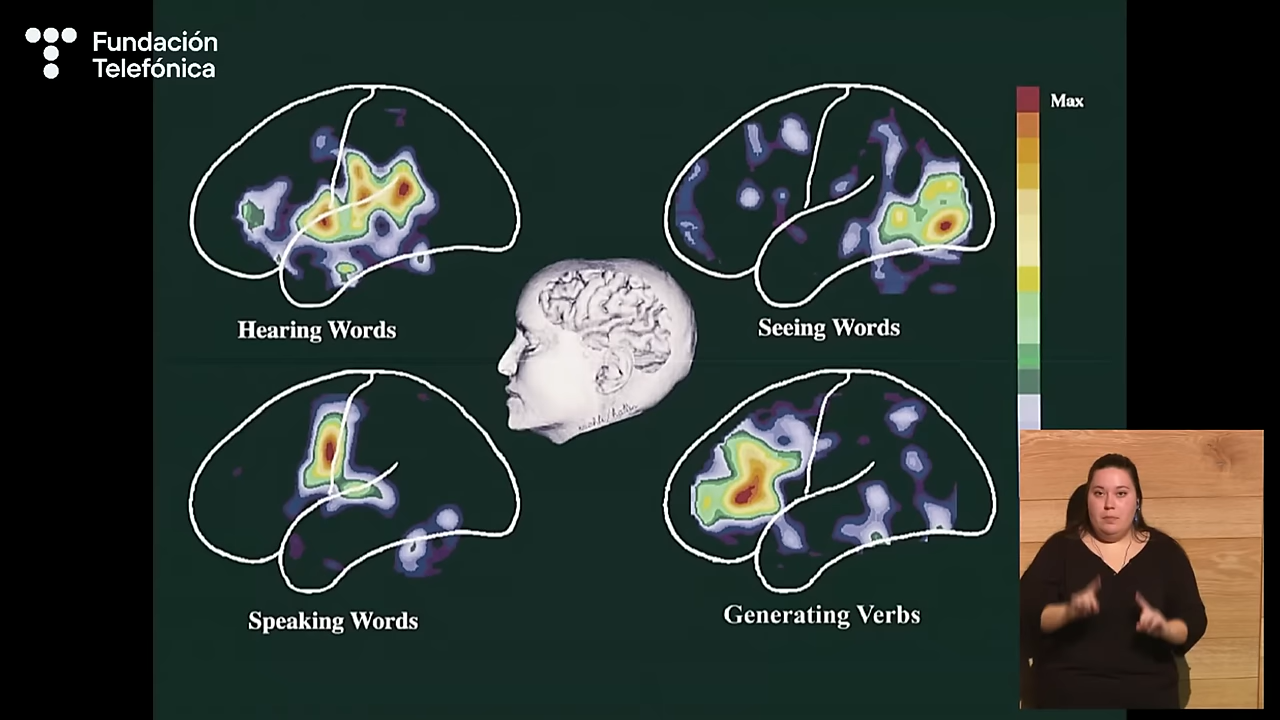 Fundación
Telefónica
Max
Hearing Words
Seeing Words
Speaking Words
Generating Verbs